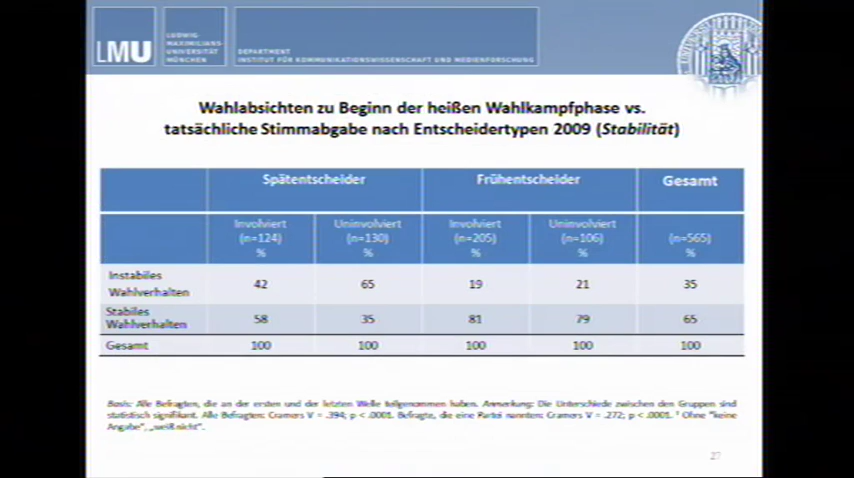 LMU
LUDWIG-
MAXIMILIANS-
UNIVERSITÄT
MÜNCHEN
DEPARTMENT
INSTITUT FÜR KOMMUNIKATIONSWISSENSCHAFT UND MEDIENFORSCHUNG
Wahlabsichten zu Beginn der heißen Wahlkampfphase vs.
tatsächliche Stimmabgabe nach Entscheidertypen 2009 (Stabilität)
Spätentscheider Frühentscheider Gesamt
Involviert Uninvolviert Involviert Uninvolviert
(n=124) (n=130) (n=205) (n=106) (n=565)
% % % % %
Instabiles
Wahlverhalten 42 65 19 21 35
Stabiles
Wahlverhalten 58 35 81 79 65
Gesamt 100 100 100 100 100
Basis: Alle Befragten, die an der ersten und der letzten Welle teilgenommen haben. Anmerkung: Die Unterschiede zwischen den Gruppen sind
statistisch signifikant. Alle Befragten: Cramers V = .394; p < .0001. Befragte, die eine Partei nannten: Cramers V = .272; p < .0001. ¹ Ohne "keine
Angabe", „weiß nicht".
27